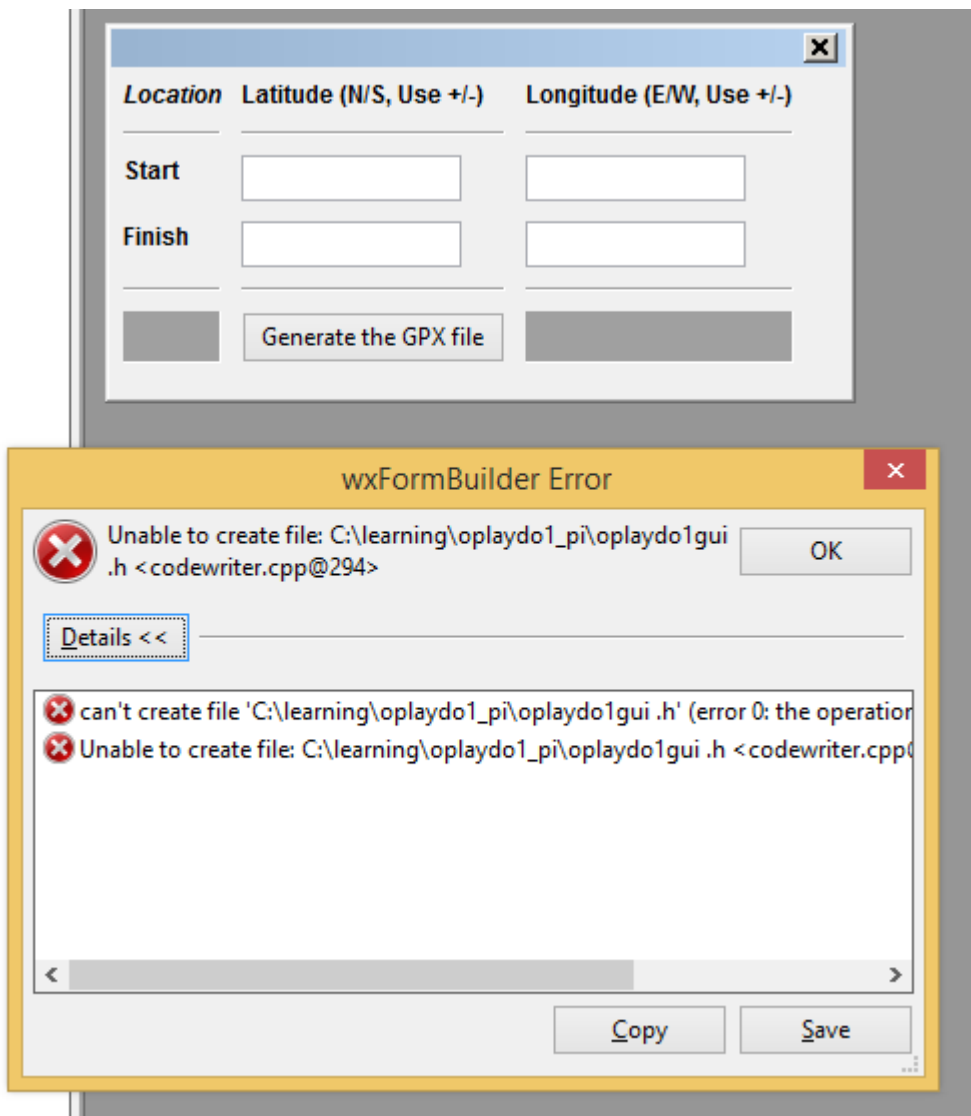 Location Latitude (N/S, Use +/-) Longitude (E/W, Use +/-)
Start
Finish
Generate the GPX file
wxFormBuilder Error
Unable to create file: C:\learning\oplaydo1_pi\oplaydo1gui
.h <codewriter.cpp@294>
OK
Details <<
can't create file 'C:\learning\oplaydo1_pi\oplaydo1gui .h' (error 0: the operation
Unable to create file: C:\learning\oplaydo1_pi\oplaydo1gui .h <codewriter.cpp@
Copy
Save